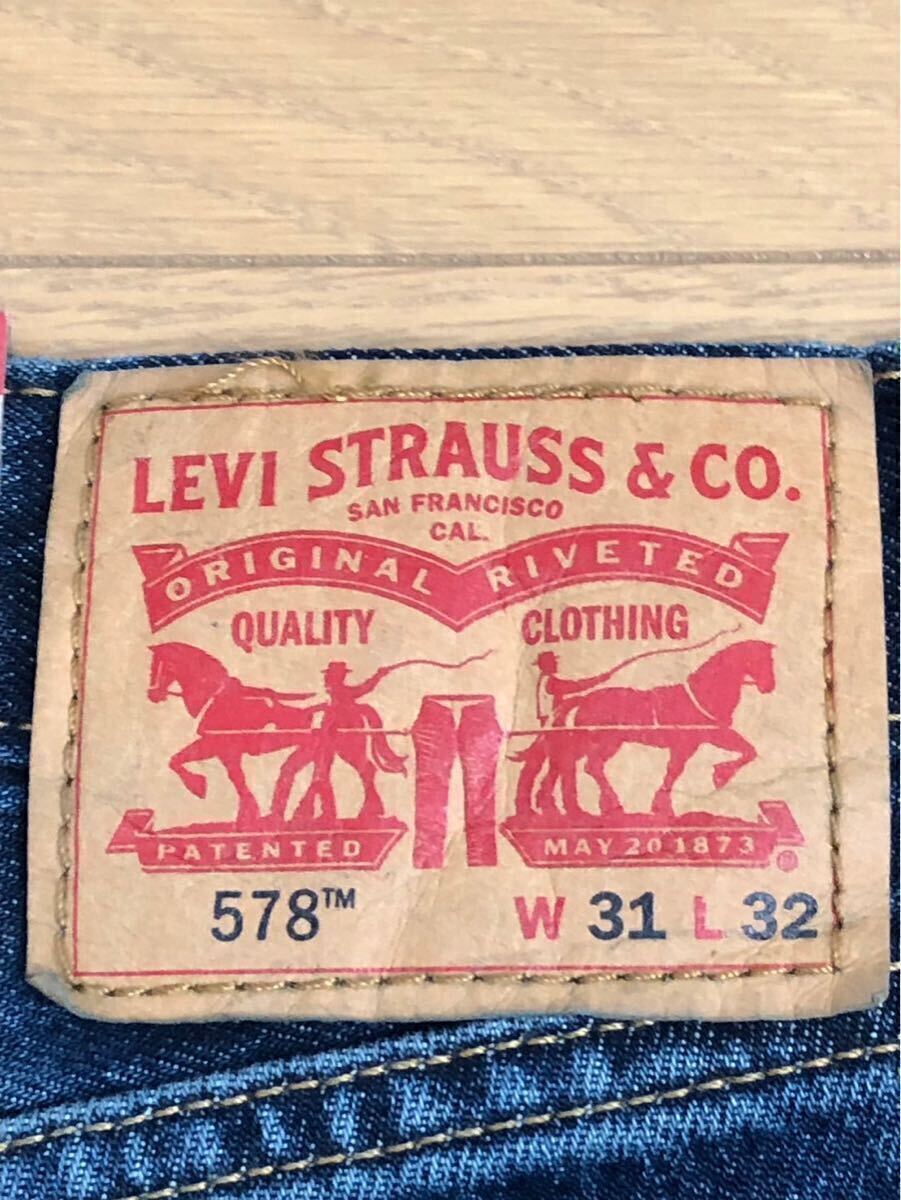 LEVI STRAUSS & CO.
SAN FRANCISCO
CAL.
ORIGINAL RIVETED
QUALITY CLOTHING
PATENTED MAY 20 1873 ®
578™ W 31 L 32